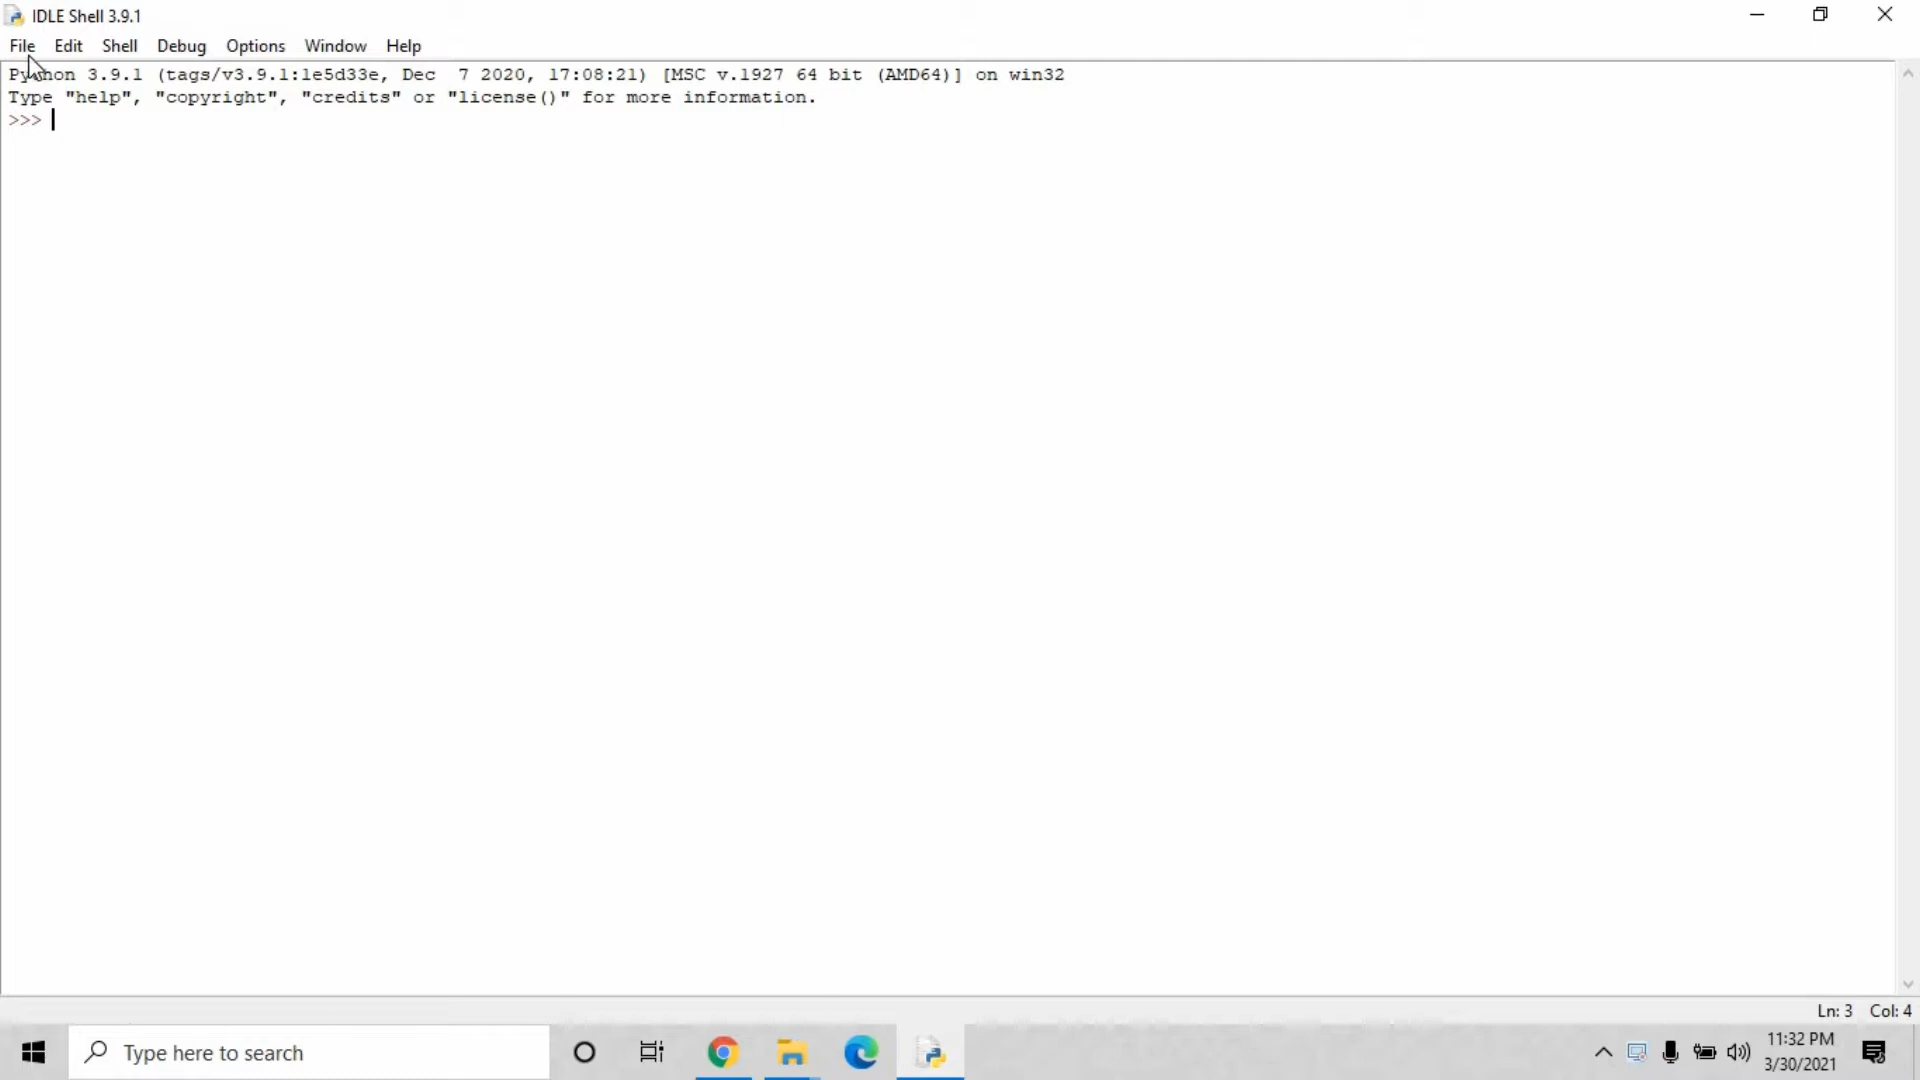 IDLE Shell 3.9.1
File Edit Shell Debug Options Window Help
Python 3.9.1 (tags/v3.9.1:1e5d33e, Dec  7 2020, 17:08:21) [MSC v.1927 64 bit (AMD64)] on win32
Type "help", "copyright", "credits" or "license()" for more information.
>>>
Ln: 3 Col: 4
Type here to search
11:32 PM
3/30/2021